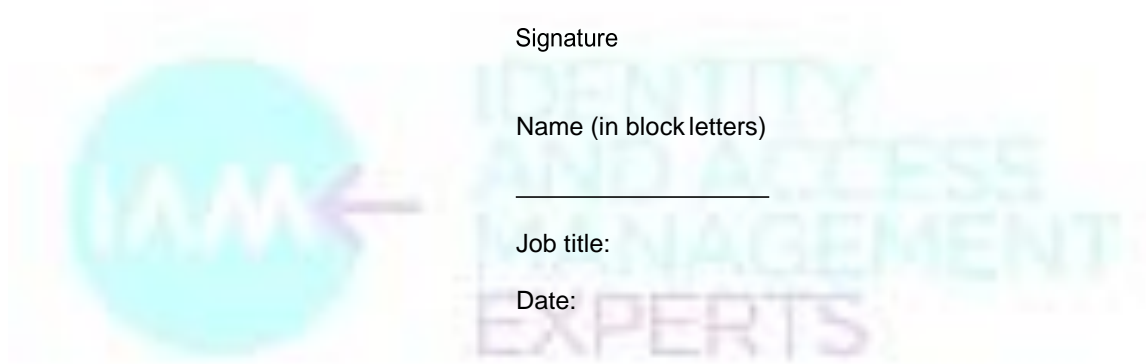 Signature
IDENTITY
Name (in block letters)
AND ACCESS
IAM
MANAGEMENT
Job title:
Date:
EXPERTS